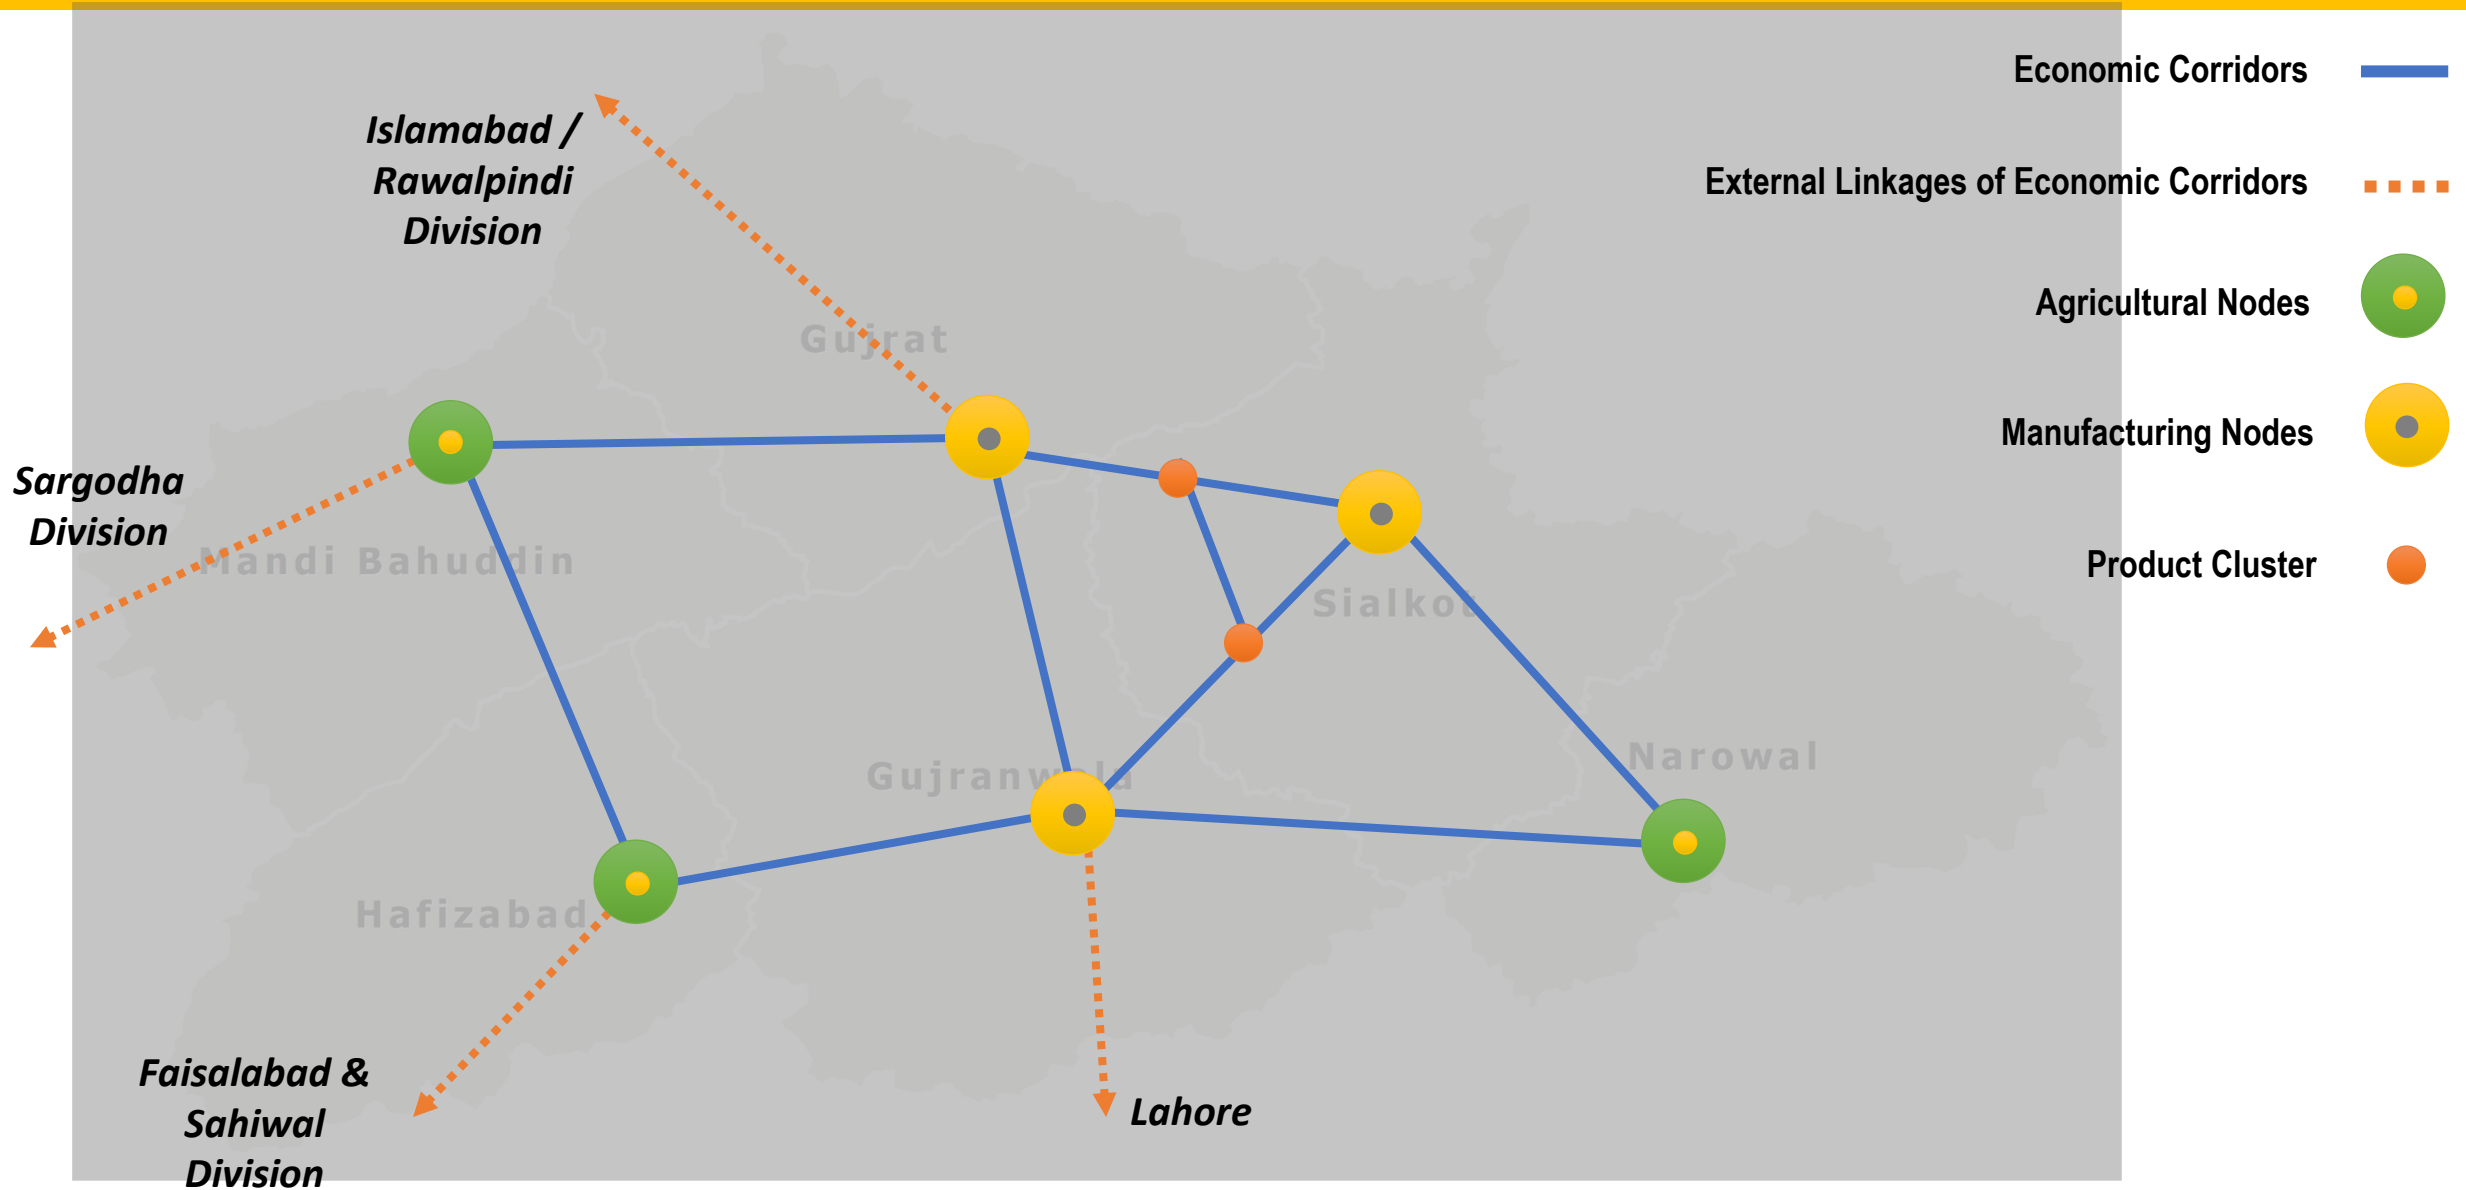 Economic Corridors
External Linkages of Economic Corridors
Agricultural Nodes
Manufacturing Nodes
Product Cluster
Islamabad /
Rawalpindi
Division
Gujrat
Sargodha
Division
Mandi Bahuddin
Sialkot
Narowal
Gujranwala
Hafizabad
Faisalabad &
Sahiwal
Division
Lahore